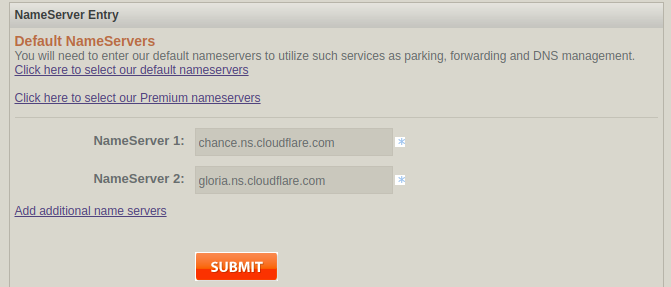 NameServer Entry
Default NameServers
You will need to enter our default nameservers to utilize such services as parking, forwarding and DNS management.
Click here to select our default nameservers
Click here to select our Premium nameservers
NameServer 1: chance.ns.cloudflare.com *
NameServer 2: gloria.ns.cloudflare.com *
Add additional name servers
SUBMIT